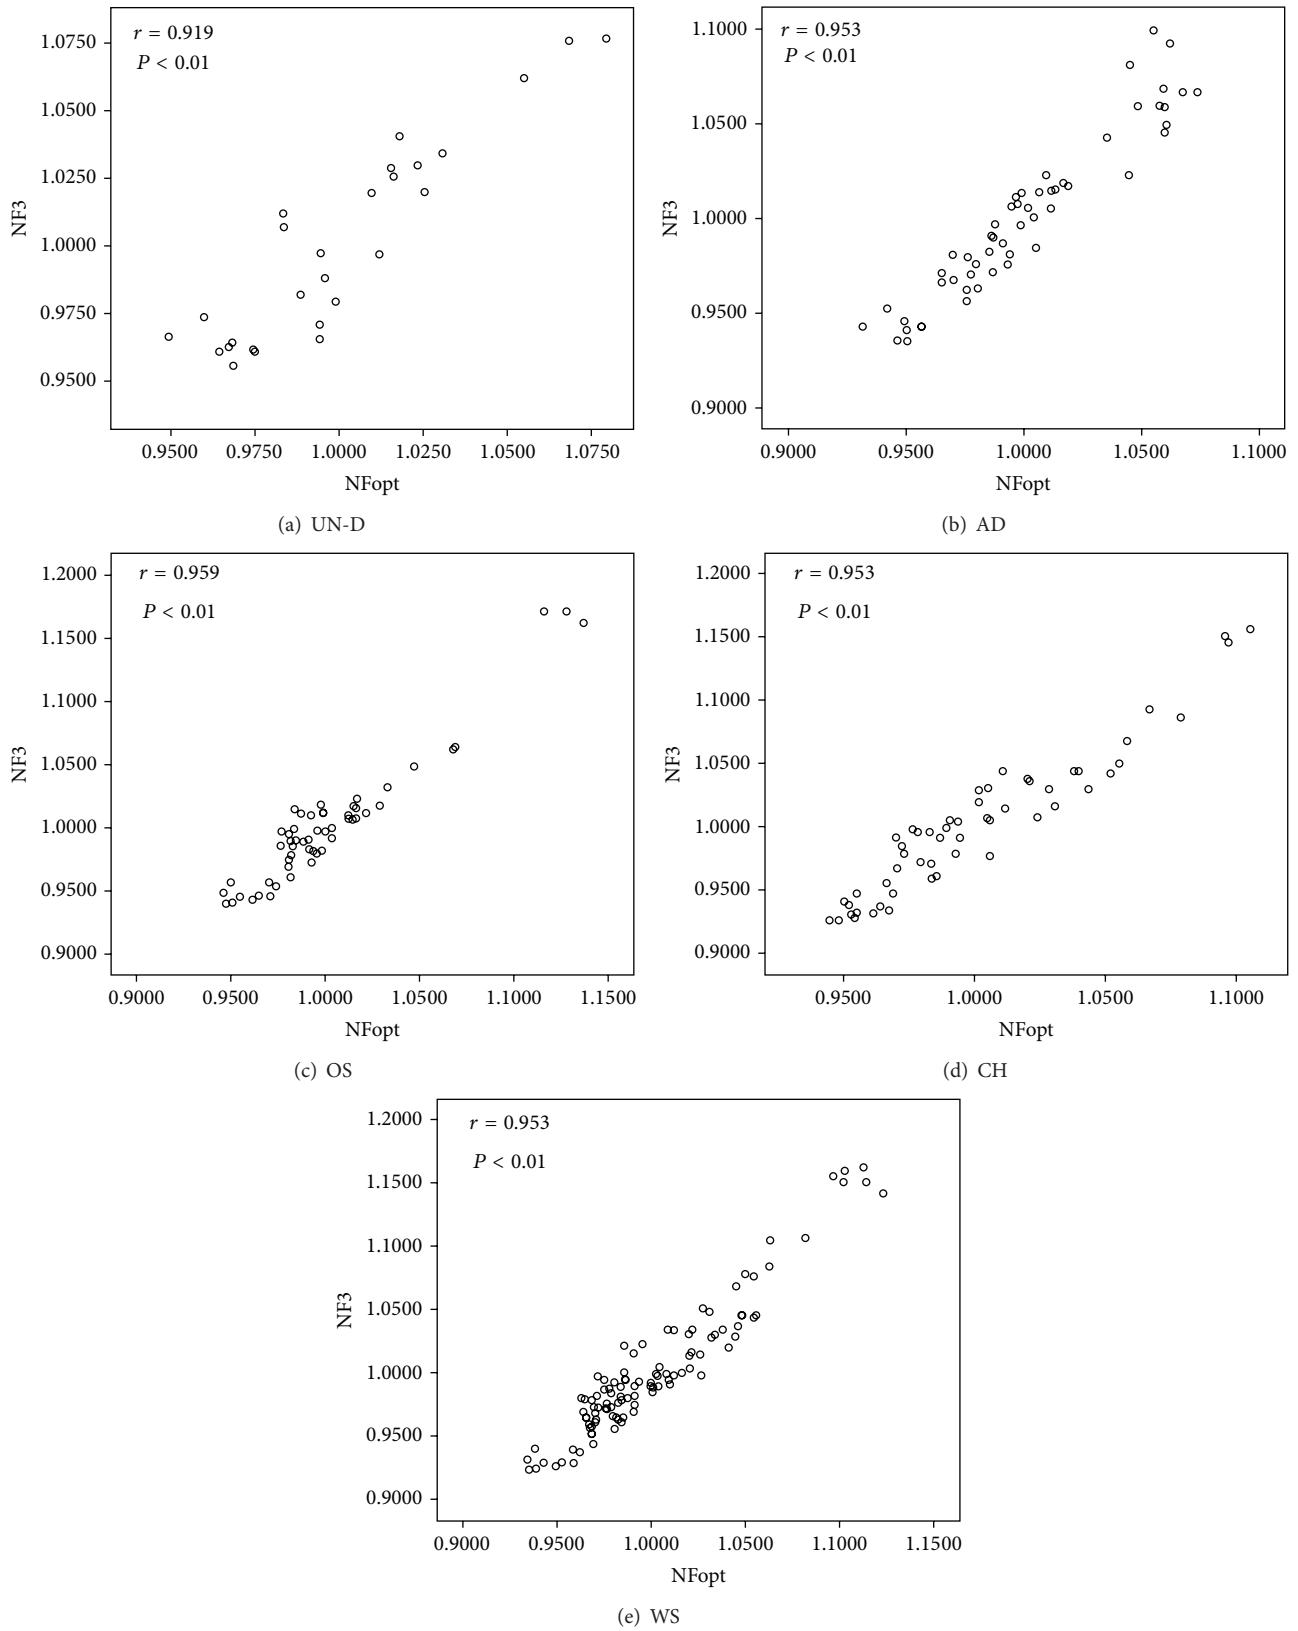 r = 0.919
P < 0.01
1.0750
1.0500
1.0250
1.0000
0.9750
0.9500
NF3
0.9500 0.9750 1.0000 1.0250 1.0500 1.0750
NFopt
(a) UN-D
r = 0.953
P < 0.01
1.1000
1.0500
1.0000
0.9500
0.9000
NF3
0.9000 0.9500 1.0000 1.0500 1.1000
NFopt
(b) AD
r = 0.959
P < 0.01
1.2000
1.1500
1.1000
1.0500
1.0000
0.9500
0.9000
NF3
0.9000 0.9500 1.0000 1.0500 1.1000 1.1500
NFopt
(c) OS
r = 0.953
P < 0.01
1.2000
1.1500
1.1000
1.0500
1.0000
0.9500
0.9000
NF3
0.9500 1.0000 1.0500 1.1000
NFopt
(d) CH
r = 0.953
P < 0.01
1.2000
1.1500
1.1000
1.0500
1.0000
0.9500
0.9000
NF3
0.9000 0.9500 1.0000 1.0500 1.1000 1.1500
NFopt
(e) WS